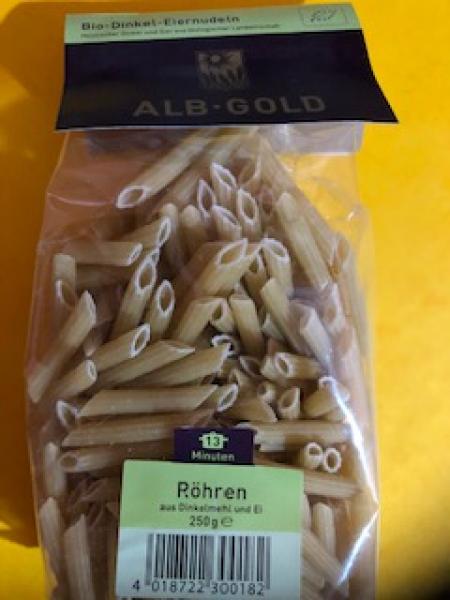 Bio-Dinkel-Eiernudeln
ALB·GOLD
13
Minuten
Röhren
aus Dinkelmehl und Ei
250g ℮
4 018722 300182